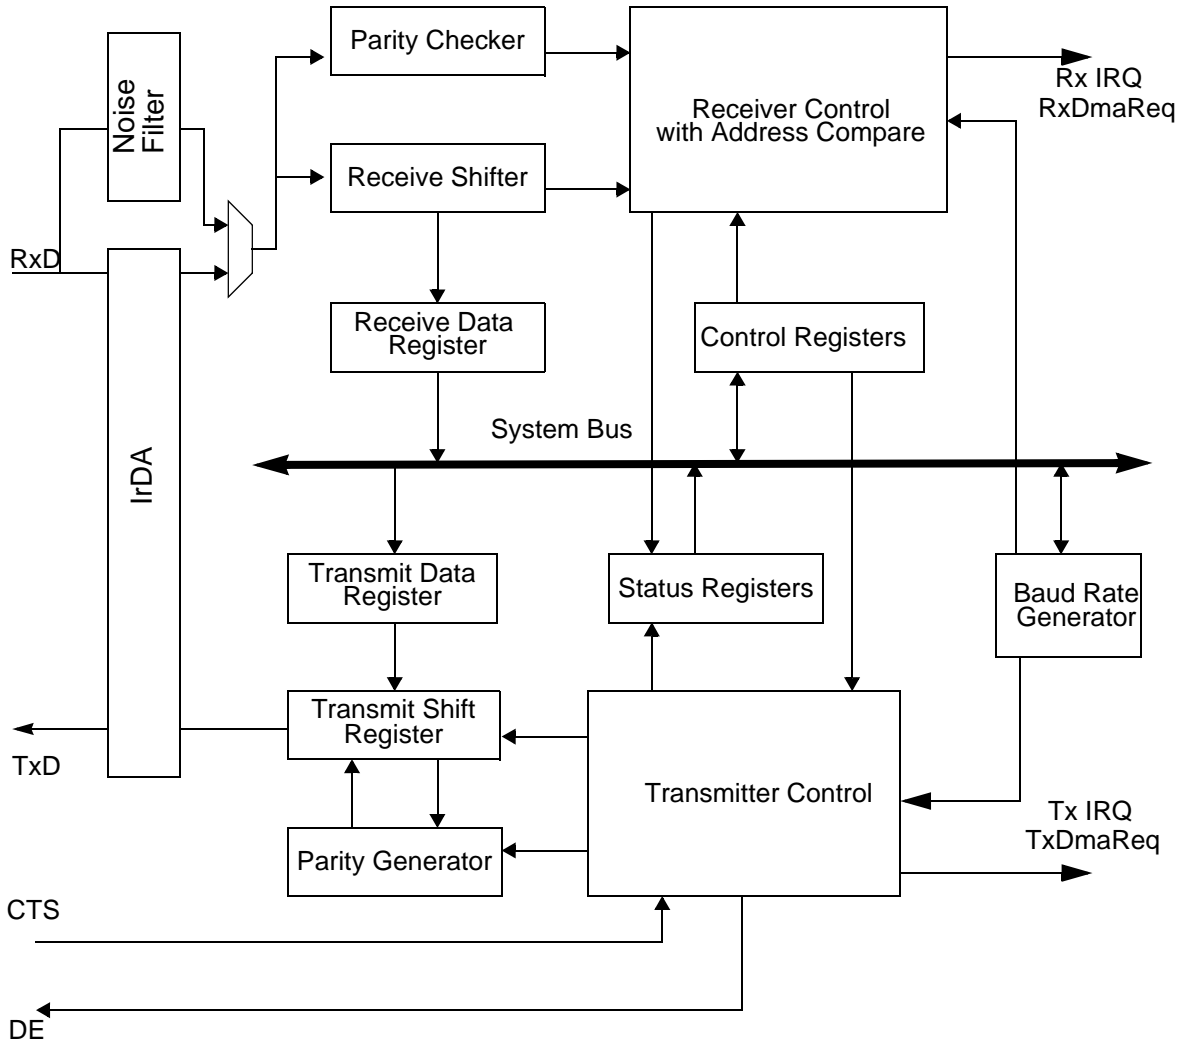 Parity Checker
Noise
Filter
Receiver Control
with Address Compare
Rx IRQ
RxDmaReq
Receive Shifter
RxD
Receive Data
Register
Control Registers
System Bus
IrDA
Transmit Data
Register
Status Registers
Baud Rate
Generator
Transmit Shift
Register
TxD
Transmitter Control
Tx IRQ
TxDmaReq
Parity Generator
CTS
DE